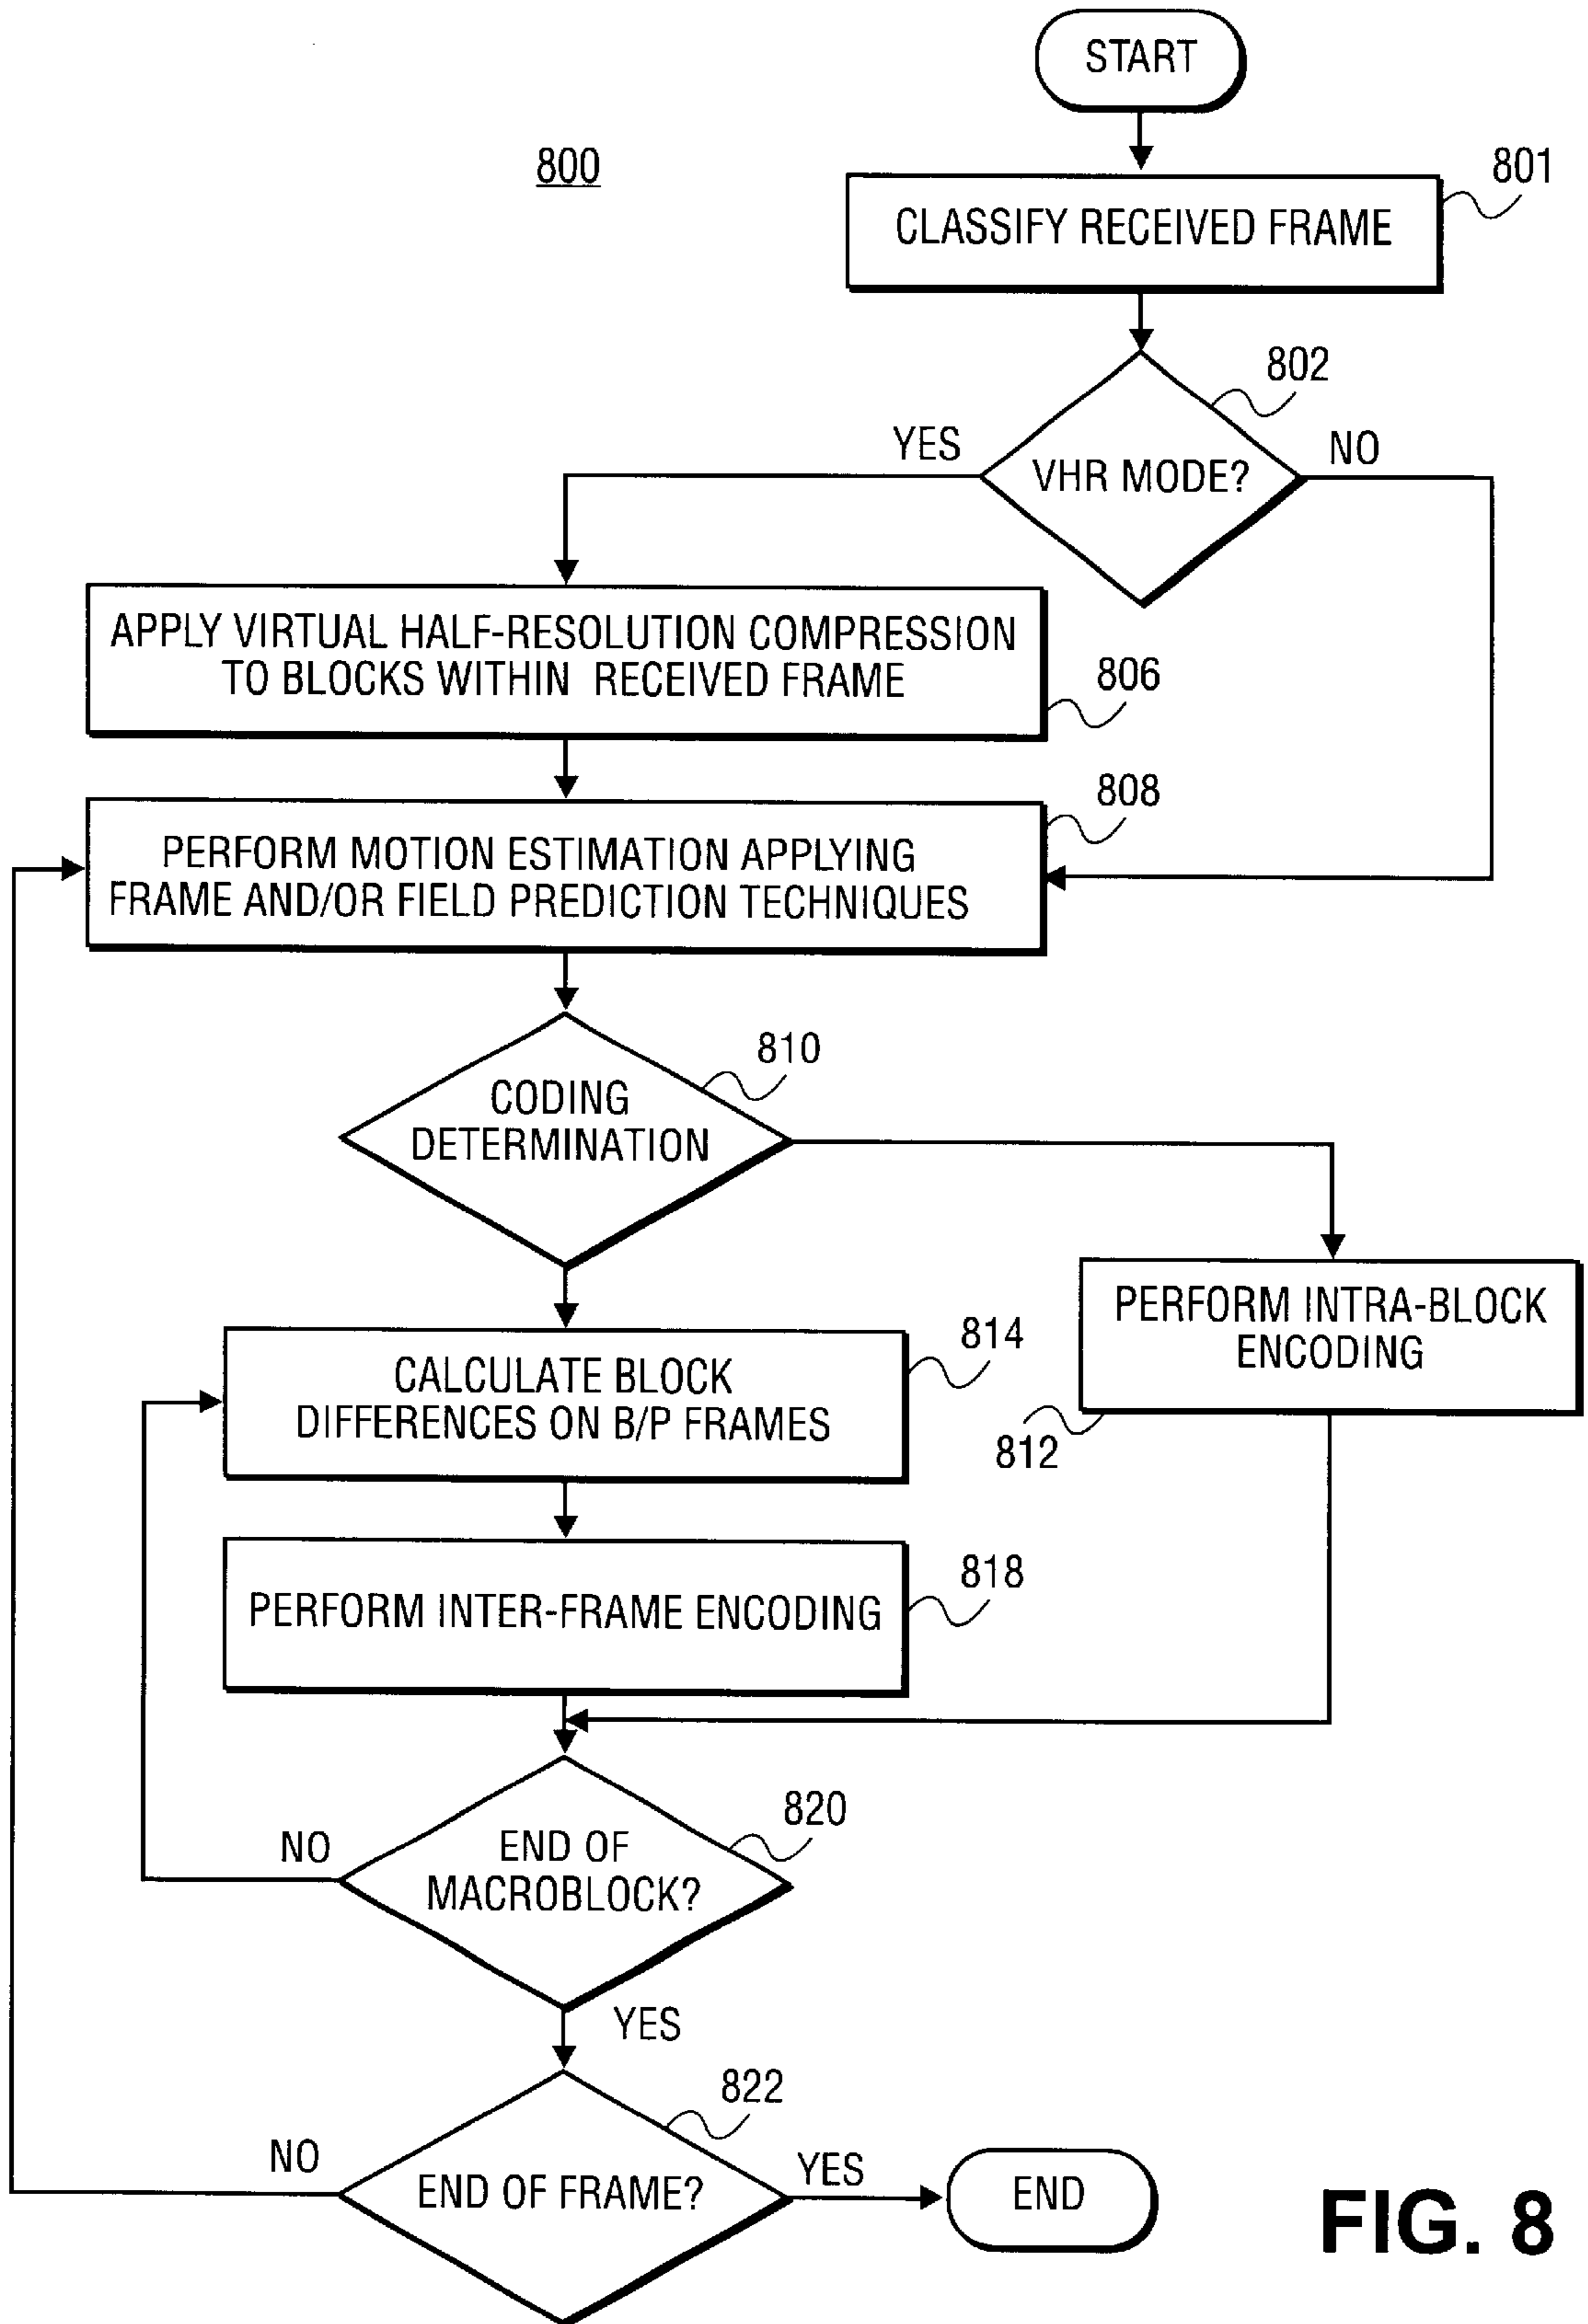 START
800
801
CLASSIFY RECEIVED FRAME
802
YES
VHR MODE?
NO
APPLY VIRTUAL HALF-RESOLUTION COMPRESSION
TO BLOCKS WITHIN RECEIVED FRAME
806
808
PERFORM MOTION ESTIMATION APPLYING
FRAME AND/OR FIELD PREDICTION TECHNIQUES
810
CODING
DETERMINATION
PERFORM INTRA-BLOCK
ENCODING
812
814
CALCULATE BLOCK
DIFFERENCES ON B/P FRAMES
818
PERFORM INTER-FRAME ENCODING
820
NO
END OF
MACROBLOCK?
YES
822
NO
END OF FRAME?
YES
END
FIG. 8